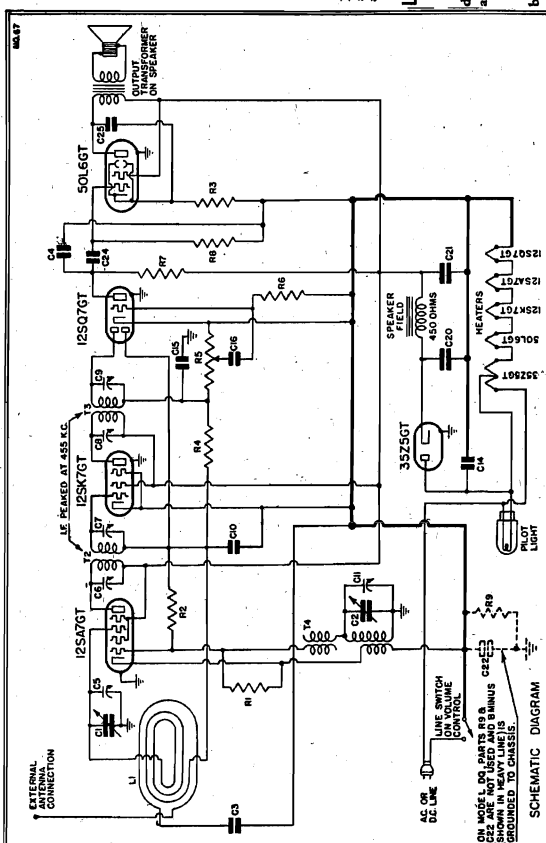 NO.67
EXTERNAL
ANTENNA
CONNECTION
L1
C1
C5
12SA7GT
C6
T2
I.F. PEAKED AT 455 K.C.
C7
12SK7GT
C8
T3
C9
12SQ7GT
C4
C24
50L6GT
C25
OUTPUT
TRANSFORMER
ON SPEAKER
C3
R1
R2
C10
R4
R5
C15
C16
R6
R7
R8
R3
T4
C2
C11
SPEAKER
FIELD
450 OHMS
C20
C21
35Z5GT
C14
HEATERS
35Z5GT
50L6GT
12SK7GT
12SA7GT
12SQ7GT
PILOT
LIGHT
A.C. OR
D.C. LINE
LINE SWITCH
ON VOLUME
CONTROL
R9
C22
ON MODEL DQ, PARTS R9 &
C22 ARE NOT USED AND B MINUS
SHOWN IN HEAVY LINE) IS
GROUNDED TO CHASSIS.
SCHEMATIC DIAGRAM
L
d
a
b